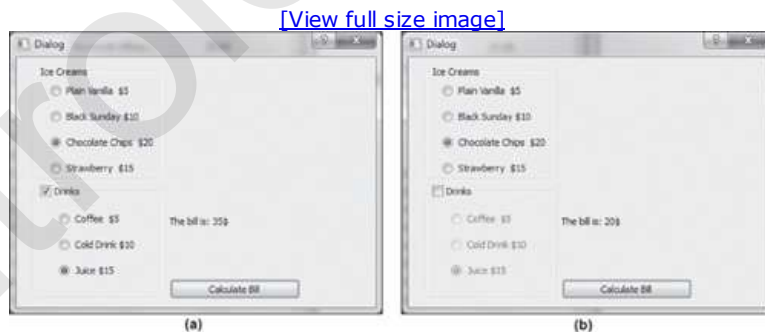 [View full size image]
Dialog
Ice Creams
Plain Vanilla $5
Black Sunday $10
Chocolate Chips $20
Strawberry $15
Drinks
Coffee $5
Cold Drink $10
Juice $15
The bill is: 35$
Calculate Bill
(a)
Dialog
Ice Creams
Plain Vanilla $5
Black Sunday $10
Chocolate Chips $20
Strawberry $15
Drinks
Coffee $5
Cold Drink $10
Juice $15
The bill is: 20$
Calculate Bill
(b)